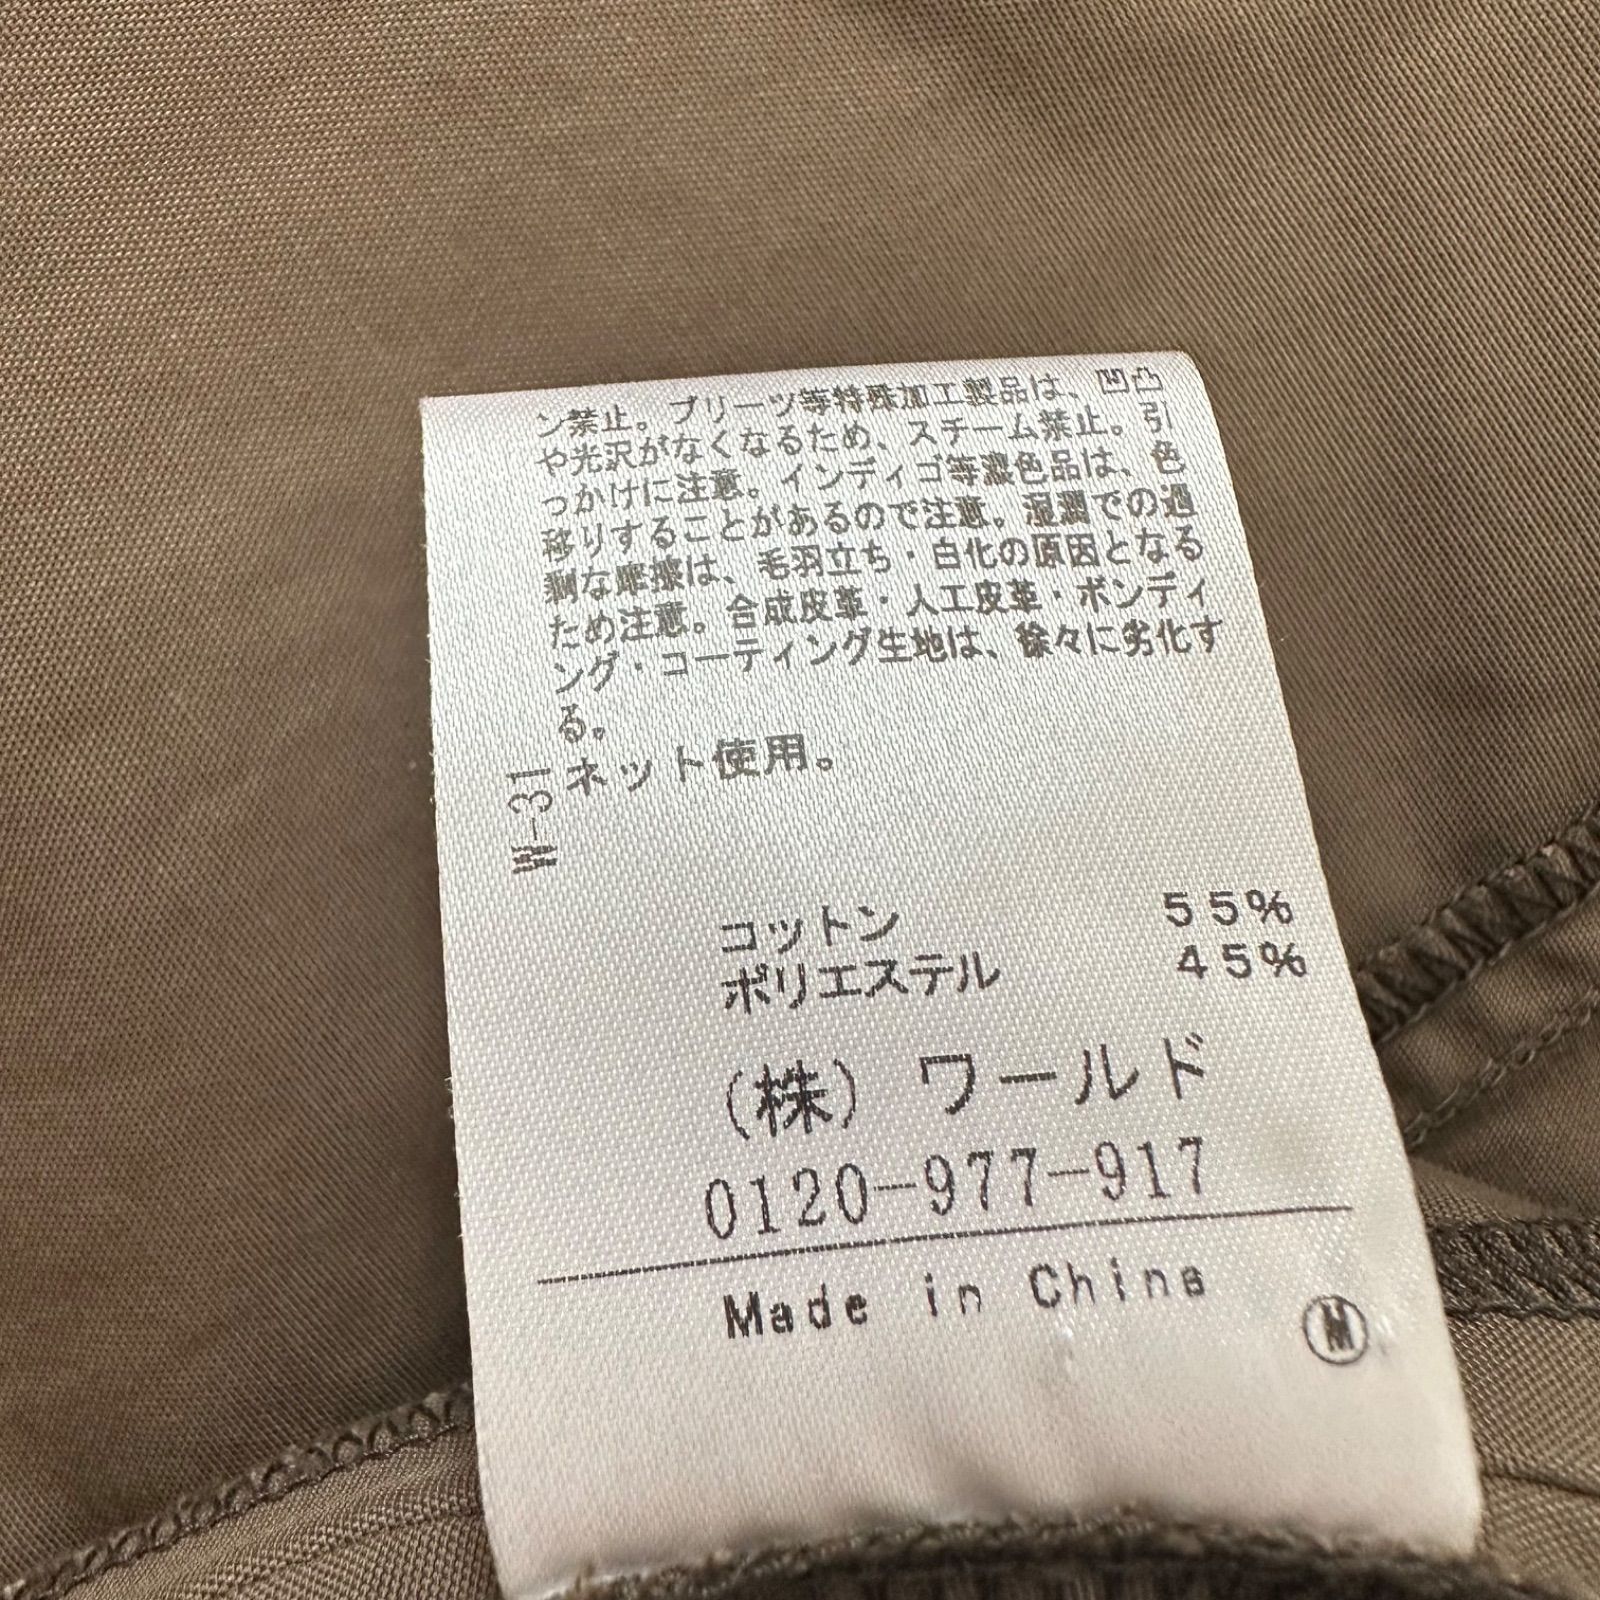 ン禁止。プリーツ等特殊加工製品は、凹凸
や光沢がなくなるため、スチーム禁止。引
っかけに注意。インディゴ等濃色品は、色
移りすることがあるので注意。湿潤での過
剰な摩擦は、毛羽立ち・白化の原因となる
ため注意。合成皮革・人工皮革・ボンディ
ング・コーティング生地は、徐々に劣化す
る。
ネット使用。
W-31
コットン 55%
ポリエステル 45%
(株) ワールド
0120-977-917
Made in China
M